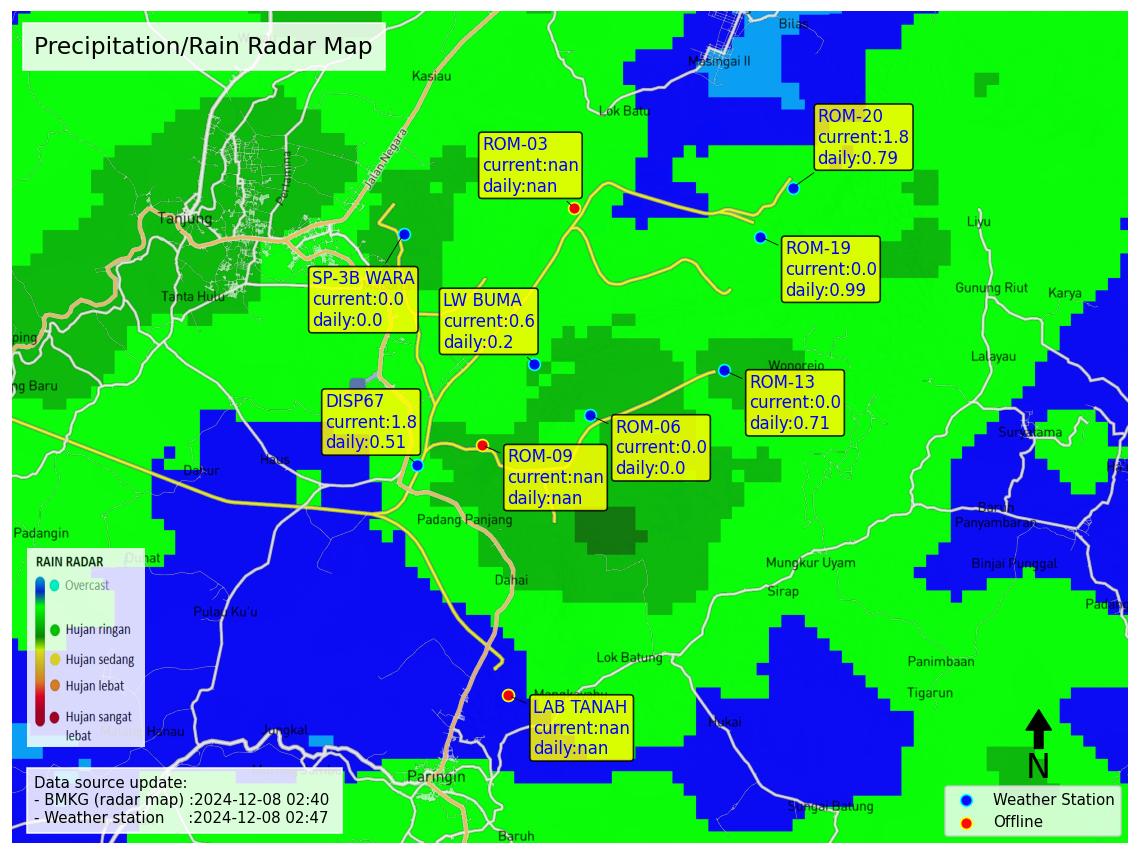 Precipitation/Rain Radar Map
Bilas
Masingai II
Kasiau
Lok Batu
ROM-20
current:1.8
daily:0.79
ROM-03
current:nan
daily:nan
Jalan Negara
Pertamina
Tanjung
Liyu
ROM-19
current:0.0
daily:0.99
SP-3B WARA
current:0.0
daily:0.0
Tanta Hulu
LW BUMA
current:0.6
daily:0.2
Gunung Riut
Karya
ping
Lalayau
Wonorejo
ng Baru
ROM-13
current:0.0
daily:0.71
DISP67
current:1.8
daily:0.51
ROM-06
current:0.0
daily:0.0
Suryatama
ROM-09
current:nan
daily:nan
Haus
Dahur
Padang Panjang
Baruh
Panyambaran
Padangin
Duhat
Mungkur Uyam
Binjai Punggal
RAIN RADAR
Overcast
Hujan ringan
Hujan sedang
Hujan lebat
Hujan sangat
lebat
Dahai
Sirap
Pulau Ku'u
Padang
Lok Batung
Panimbaan
Tigarun
LAB TANAH
current:nan
daily:nan
Hukai
Hanau
Jungkal
N
Paringin
Data source update:
- BMKG (radar map) :2024-12-08 02:40
- Weather station :2024-12-08 02:47
Weather Station
Offline
Sungai Batung
Baruh